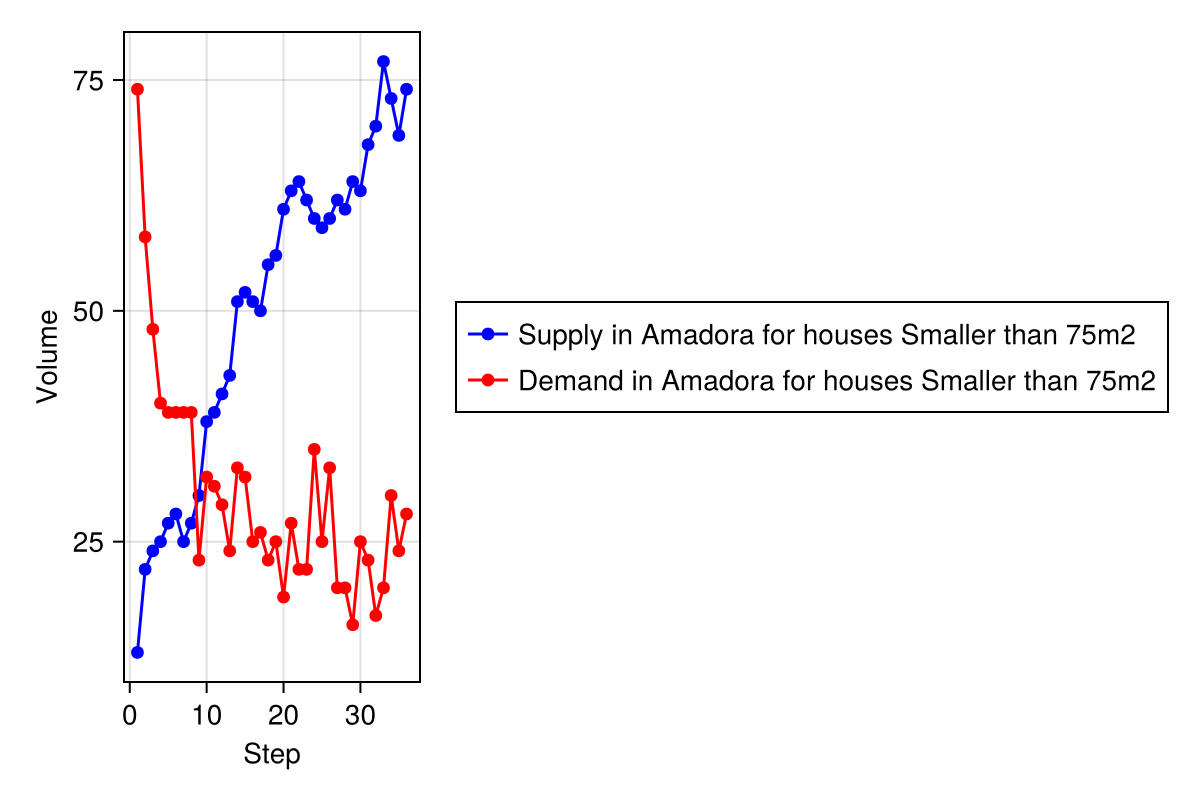 75
50
25
Volume
0 10 20 30
Step
Supply in Amadora for houses Smaller than 75m2
Demand in Amadora for houses Smaller than 75m2